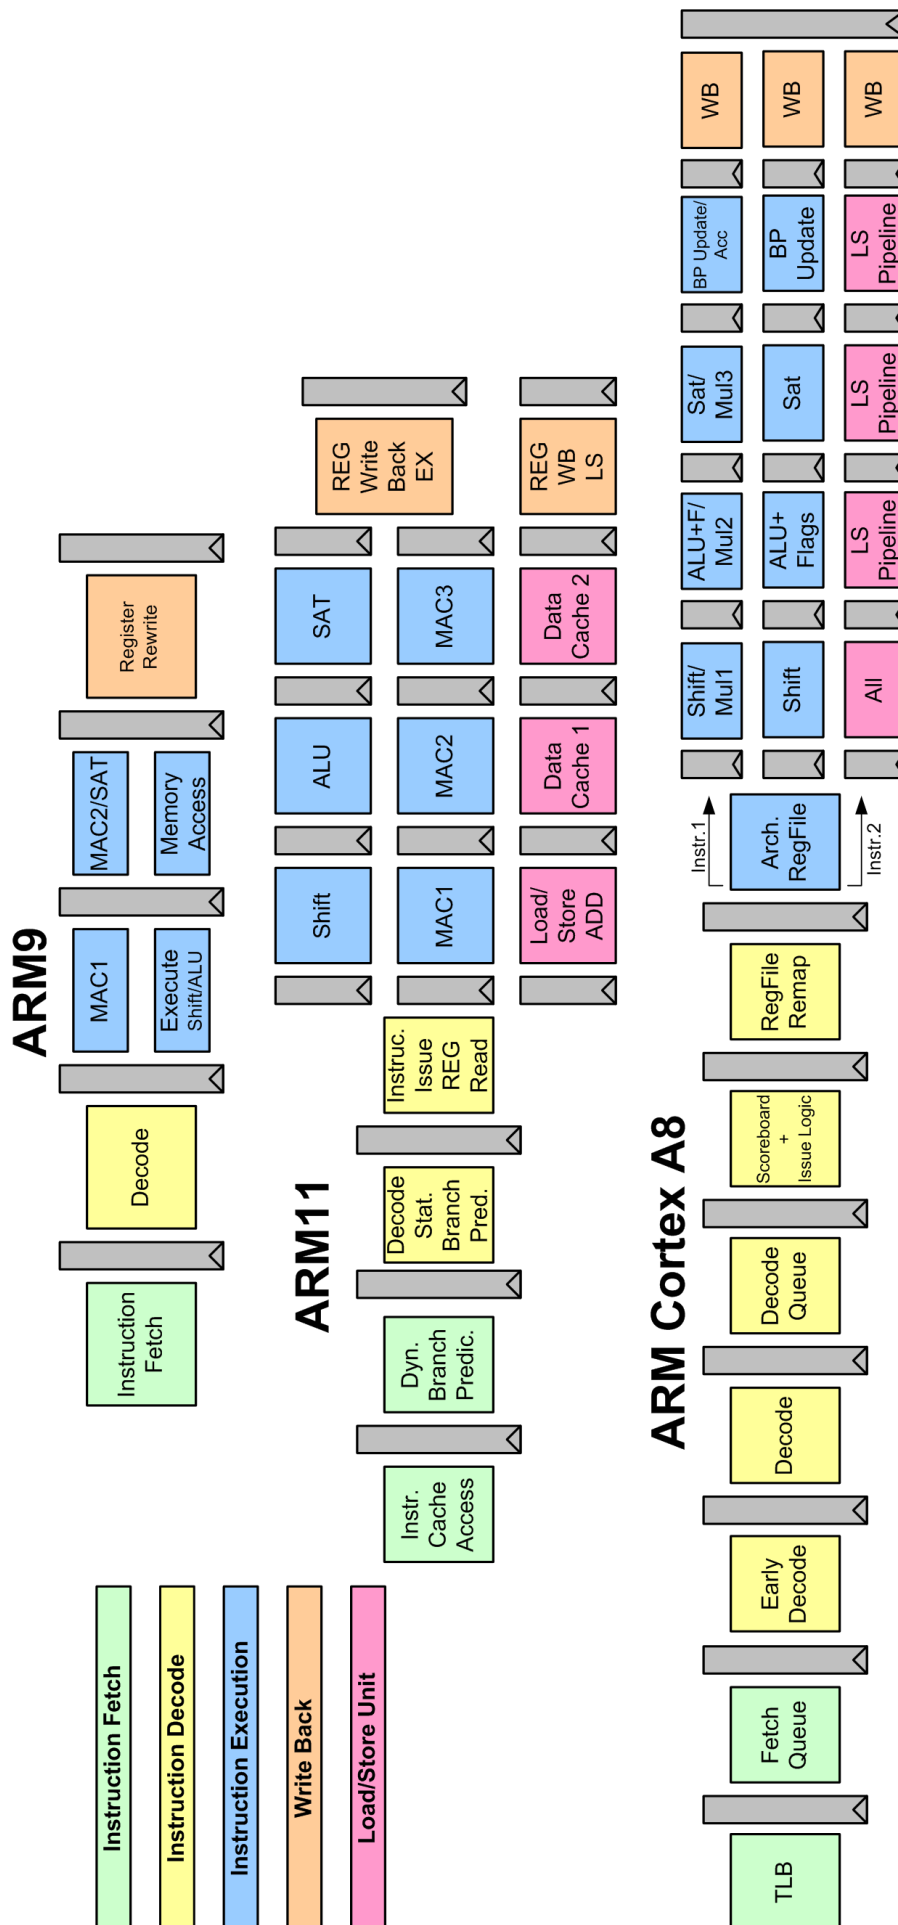 ARM9
Instruction
Fetch
Decode
MAC1
Execute
Shift/ALU
MAC2/SAT
Memory
Access
Register
Rewrite
ARM11
Instr.
Cache
Access
Dyn.
Branch
Predic.
Decode
Stat.
Branch
Pred.
Instruc.
Issue
REG
Read
Shift
ALU
SAT
MAC1
MAC2
MAC3
REG
Write
Back
EX
Load/
Store
ADD
Data
Cache 1
Data
Cache 2
REG
WB
LS
Instruction Fetch
Instruction Decode
Instruction Execution
Write Back
Load/Store Unit
ARM Cortex A8
TLB
Fetch
Queue
Early
Decode
Decode
Decode
Queue
Scoreboard
+
Issue Logic
RegFile
Remap
Instr.1
Arch.
RegFile
Instr.2
Shift/
Mul1
ALU+F/
Mul2
Sat/
Mul3
BP Update/
Acc
WB
Shift
ALU+
Flags
Sat
BP
Update
WB
All
LS
Pipeline
LS
Pipeline
LS
Pipeline
WB